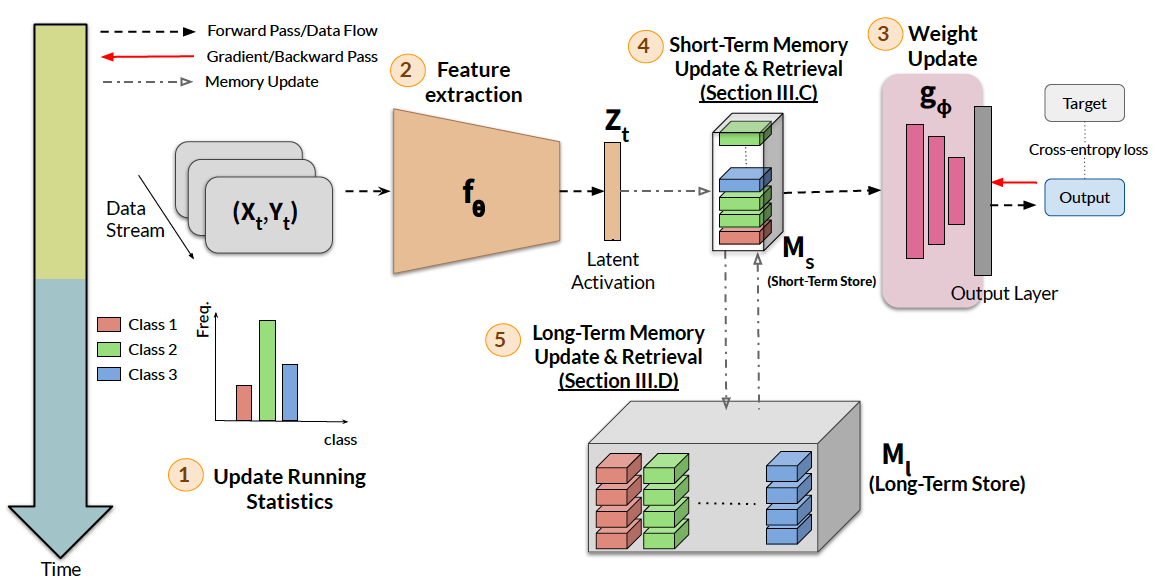 Forward Pass/Data Flow
Gradient/Backward Pass
Memory Update
2
Feature
extraction
4
Short-Term Memory
Update & Retrieval
(Section III.C)
3
Weight
Update
Data
Stream
(Xt,Yt)
fθ
Zt
Latent
Activation
Ms
(Short-Term Store)
gϕ
Output Layer
Target
Cross-entropy loss
Output
Class 1
Class 2
Class 3
Freq.
class
1
Update Running
Statistics
5
Long-Term Memory
Update & Retrieval
(Section III.D)
Ml
(Long-Term Store)
Time